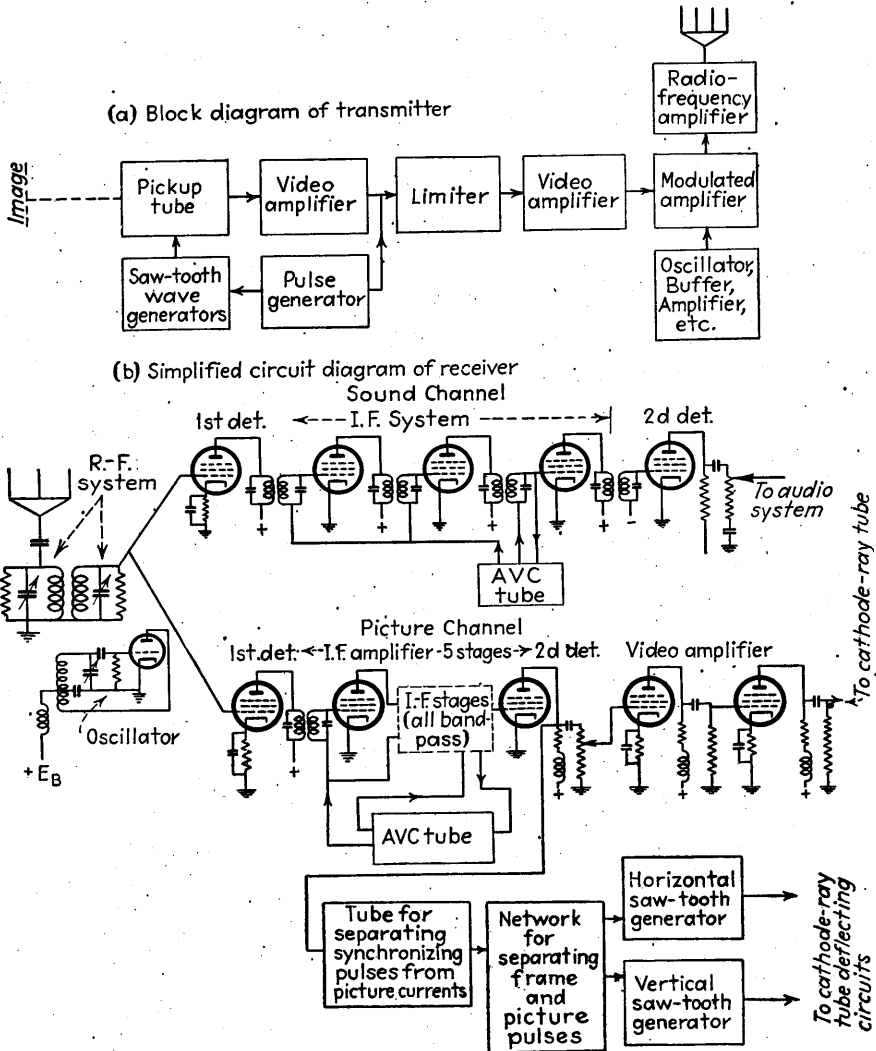 (a) Block diagram of transmitter
Radio-
frequency
amplifier
Image
Pickup
tube
Video
amplifier
Limiter
Video
amplifier
Modulated
amplifier
Saw-tooth
wave
generators
Pulse
generator
Oscillator,
Buffer,
Amplifier,
etc.
(b) Simplified circuit diagram of receiver
Sound Channel
1st det.
I.F. System
2d det.
R.-F.
system
+
+
+
+
-
To audio
system
AVC
tube
To cathode-ray tube
Picture Channel
1st.det.
I.F. amplifier -5 stages
2d det.
Video amplifier
I.-F. stages
(all band-
pass)
Oscillator
+EB
+
+
+
+
AVC tube
Tube for
separating
synchronizing
pulses from
picture currents
Network
for
separating
frame
and
picture
pulses
Horizontal
saw-tooth
generator
Vertical
saw-tooth
generator
To cathode-ray
tube deflecting
circuits